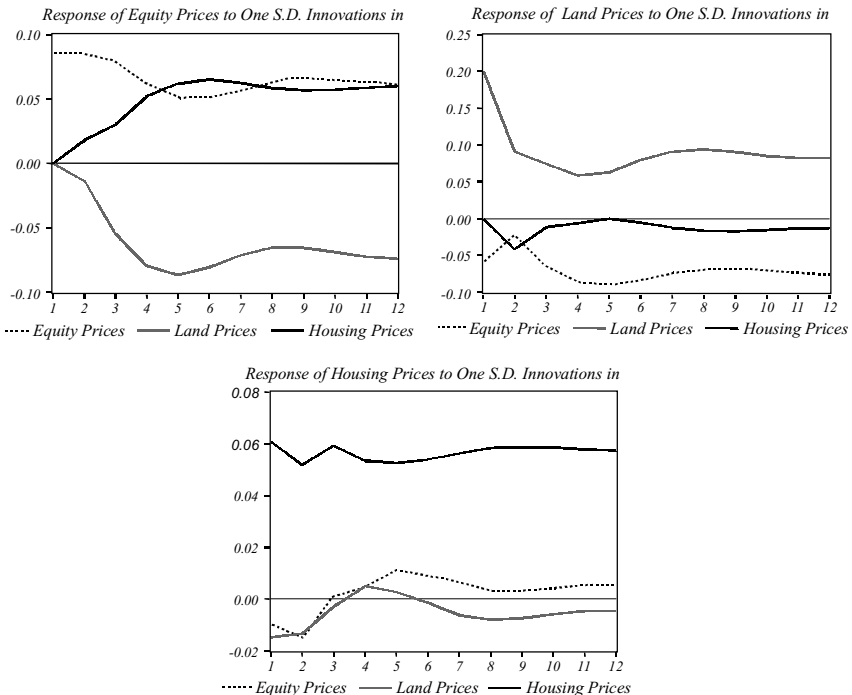 Response of Equity Prices to One S.D. Innovations in
0.10
0.05
0.00
-0.05
-0.10
1 2 3 4 5 6 7 8 9 10 11 12
Equity Prices Land Prices Housing Prices
Response of Land Prices to One S.D. Innovations in
0.25
0.20
0.15
0.10
0.05
0.00
-0.05
-0.10
1 2 3 4 5 6 7 8 9 10 11 12
Equity Prices Land Prices Housing Prices
Response of Housing Prices to One S.D. Innovations in
0.08
0.06
0.04
0.02
0.00
-0.02
1 2 3 4 5 6 7 8 9 10 11 12
Equity Prices Land Prices Housing Prices